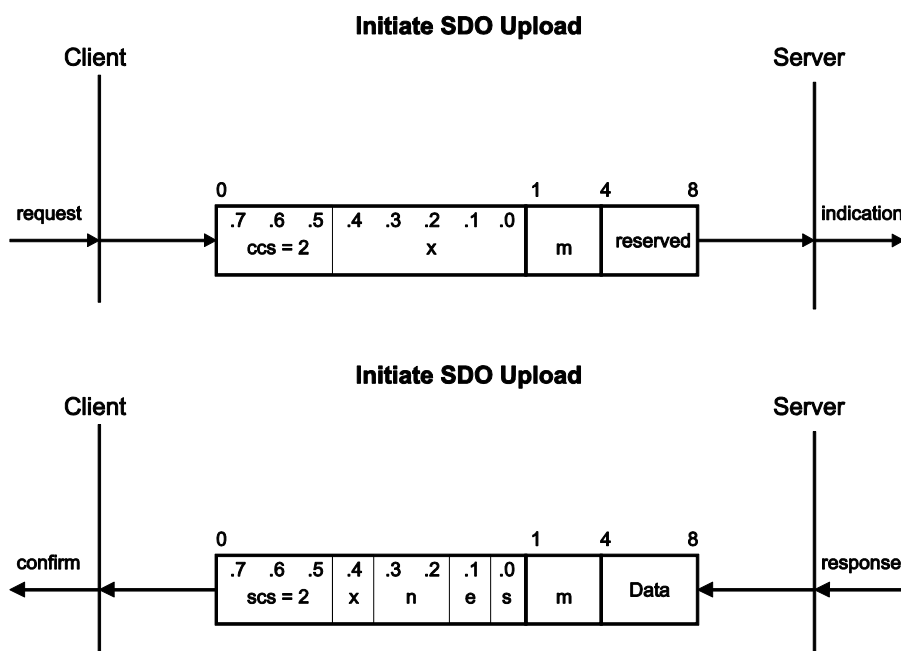 Initiate SDO Upload
Client Server
0 1 4 8
request indication
.7 .6 .5 .4 .3 .2 .1 .0
ccs = 2 x m reserved
Initiate SDO Upload
Client Server
0 1 4 8
confirm response
.7 .6 .5 .4 .3 .2 .1 .0
scs = 2 x n e s m Data